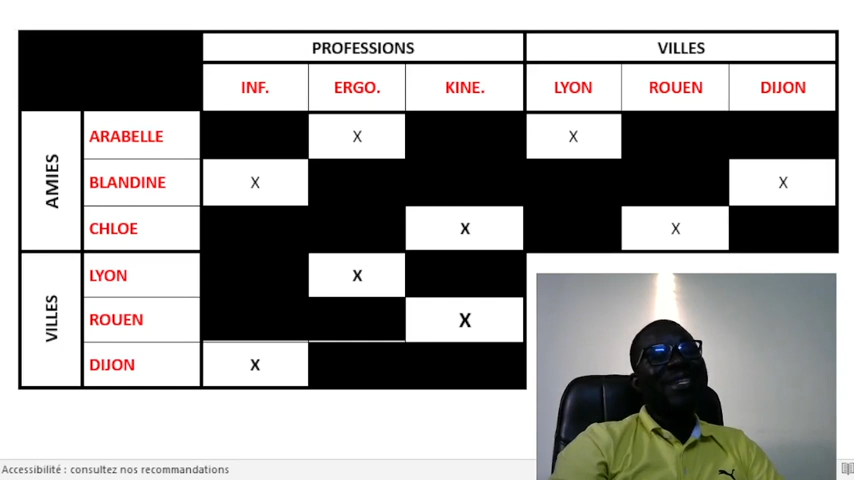 PROFESSIONS VILLES
INF. ERGO. KINE. LYON ROUEN DIJON
AMIES
ARABELLE X X
BLANDINE X X
CHLOE X X
VILLES
LYON X
ROUEN X
DIJON X
Accessibilité : consultez nos recommandations